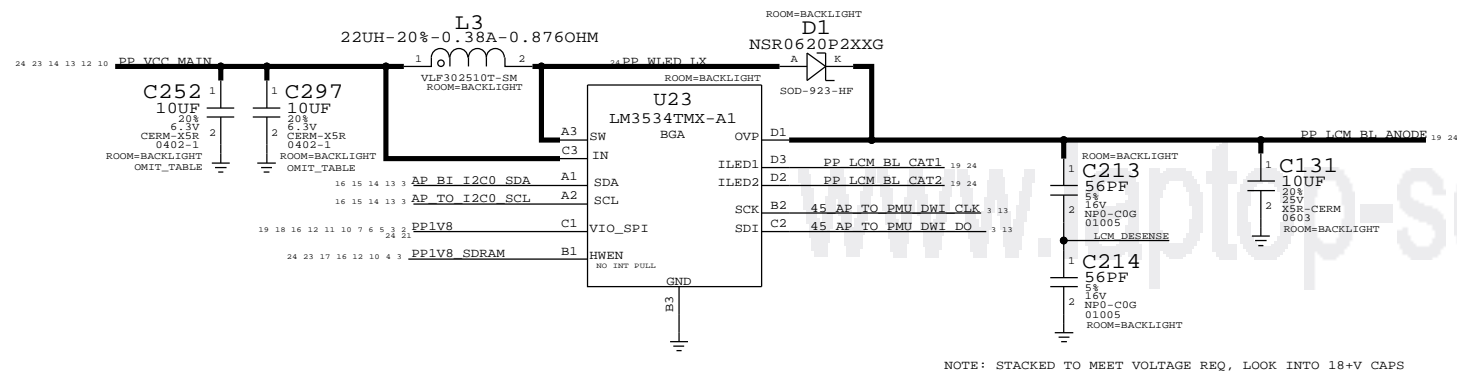 ROOM=BACKLIGHT
L3
D1
22UH-20%-0.38A-0.876OHM
NSR0620P2XXG
24 23 14 13 12 10 PP_VCC_MAIN
1 2
24 PP_WLED_LX
A K
VLF302510T-SM
ROOM=BACKLIGHT
ROOM=BACKLIGHT
SOD-923-HF
C252
1
10UF
20%
6.3V
CERM-X5R
0402-1
2
ROOM=BACKLIGHT
OMIT_TABLE
C297
1
10UF
20%
6.3V
CERM-X5R
0402-1
2
ROOM=BACKLIGHT
OMIT_TABLE
U23
LM3534TMX-A1
BGA
A3 SW
C3 IN
OVP D1
PP_LCM_BL_ANODE 19 24
ILED1 D3 PP_LCM_BL_CAT1 19 24
ILED2 D2 PP_LCM_BL_CAT2 19 24
16 15 14 13 3 AP_BI_I2C0_SDA A1 SDA
16 15 14 13 3 AP_TO_I2C0_SCL A2 SCL
SCK B2 45_AP_TO_PMU_DWI_CLK 3 13
SDI C2 45_AP_TO_PMU_DWI_DO 3 13
19 18 16 12 11 10 7 6 5 3 2 PP1V8 C1 VIO_SPI
24 21
24 23 17 16 12 10 4 3 PP1V8_SDRAM B1 HWEN
NO INT PULL
GND
B3
ROOM=BACKLIGHT
1
C213
56PF
5%
16V
NP0-C0G
01005
2
LCM_DESENSE
1
C214
56PF
5%
16V
NP0-C0G
01005
2
ROOM=BACKLIGHT
1
C131
10UF
20%
25V
X5R-CERM
0603
2
ROOM=BACKLIGHT
www.laptop-s
NOTE: STACKED TO MEET VOLTAGE REQ, LOOK INTO 18+V CAPS